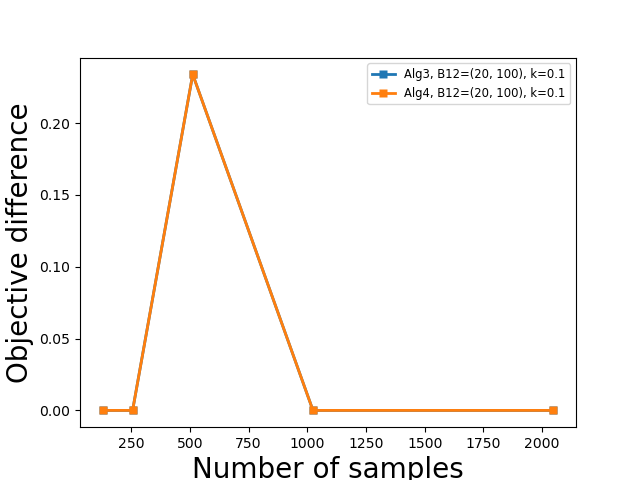 Alg3, B12=(20, 100), k=0.1
Alg4, B12=(20, 100), k=0.1
Objective difference
0.20
0.15
0.10
0.05
0.00
250 500 750 1000 1250 1500 1750 2000
Number of samples